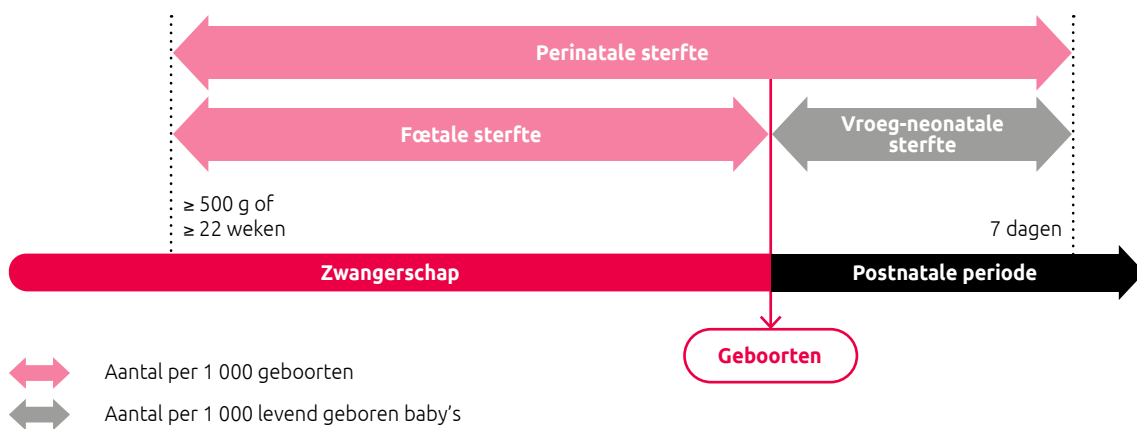 Perinatale sterfte
Fœtale sterfte
Vroeg-neonatale
sterfte
≥ 500 g of
≥ 22 weken
7 dagen
Zwangerschap
Postnatale periode
Geboorten
Aantal per 1 000 geboorten
Aantal per 1 000 levend geboren baby's